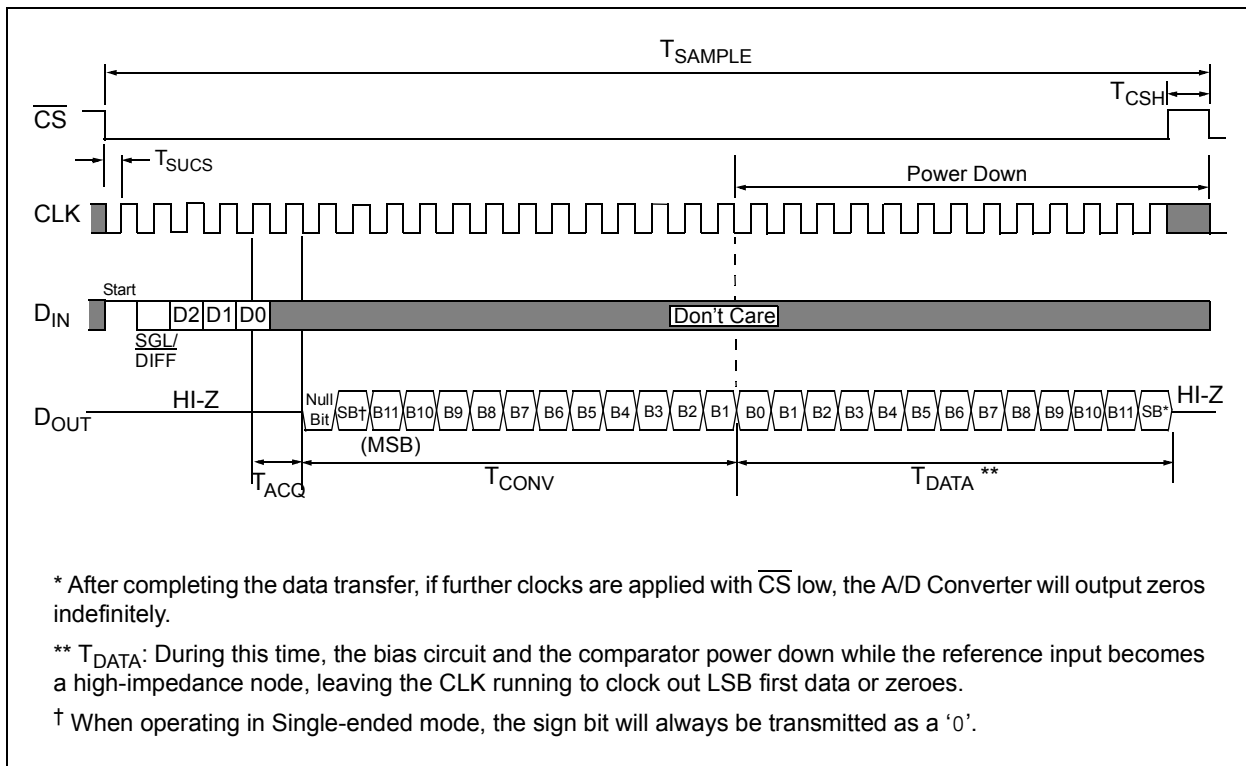 TSAMPLE
TCSH
CS
TSUCS
Power Down
CLK
Start
DIN
D2 D1 D0
Don't Care
SGL/
DIFF
HI-Z
DOUT
Null
Bit
SB† B11 B10 B9 B8 B7 B6 B5 B4 B3 B2 B1 B0 B1 B2 B3 B4 B5 B6 B7 B8 B9 B10 B11 SB*
HI-Z
(MSB)
TACQ
TCONV
TDATA **
* After completing the data transfer, if further clocks are applied with CS low, the A/D Converter will output zeros
indefinitely.
** TDATA: During this time, the bias circuit and the comparator power down while the reference input becomes
a high-impedance node, leaving the CLK running to clock out LSB first data or zeroes.
† When operating in Single-ended mode, the sign bit will always be transmitted as a ‘0’.